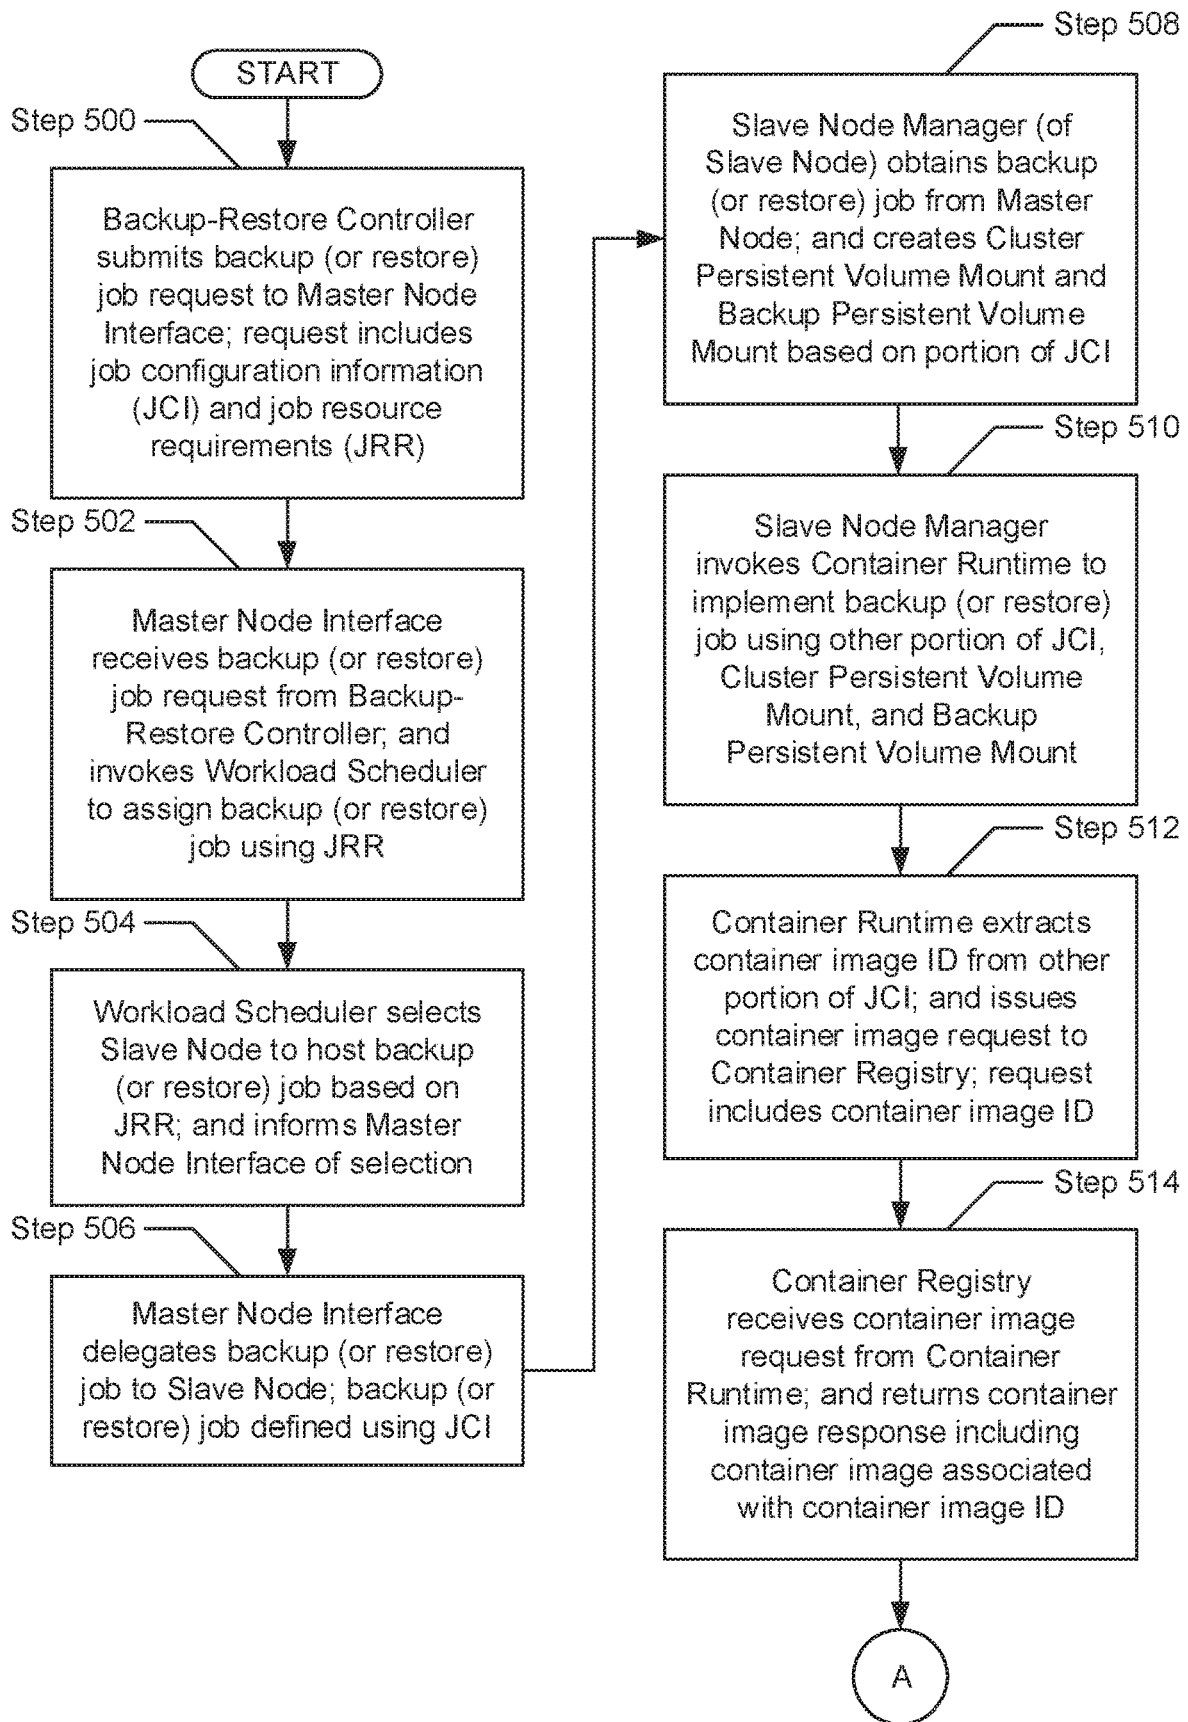 START
Step 500
Backup-Restore Controller
submits backup (or restore)
job request to Master Node
Interface; request includes
job configuration information
(JCI) and job resource
requirements (JRR)
Step 502
Master Node Interface
receives backup (or restore)
job request from Backup-
Restore Controller; and
invokes Workload Scheduler
to assign backup (or restore)
job using JRR
Step 504
Workload Scheduler selects
Slave Node to host backup
(or restore) job based on
JRR; and informs Master
Node Interface of selection
Step 506
Master Node Interface
delegates backup (or restore)
job to Slave Node; backup (or
restore) job defined using JCI
Step 508
Slave Node Manager (of
Slave Node) obtains backup
(or restore) job from Master
Node; and creates Cluster
Persistent Volume Mount and
Backup Persistent Volume
Mount based on portion of JCI
Step 510
Slave Node Manager
invokes Container Runtime to
implement backup (or restore)
job using other portion of JCI,
Cluster Persistent Volume
Mount, and Backup
Persistent Volume Mount
Step 512
Container Runtime extracts
container image ID from other
portion of JCI; and issues
container image request to
Container Registry; request
includes container image ID
Step 514
Container Registry
receives container image
request from Container
Runtime; and returns container
image response including
container image associated
with container image ID
A